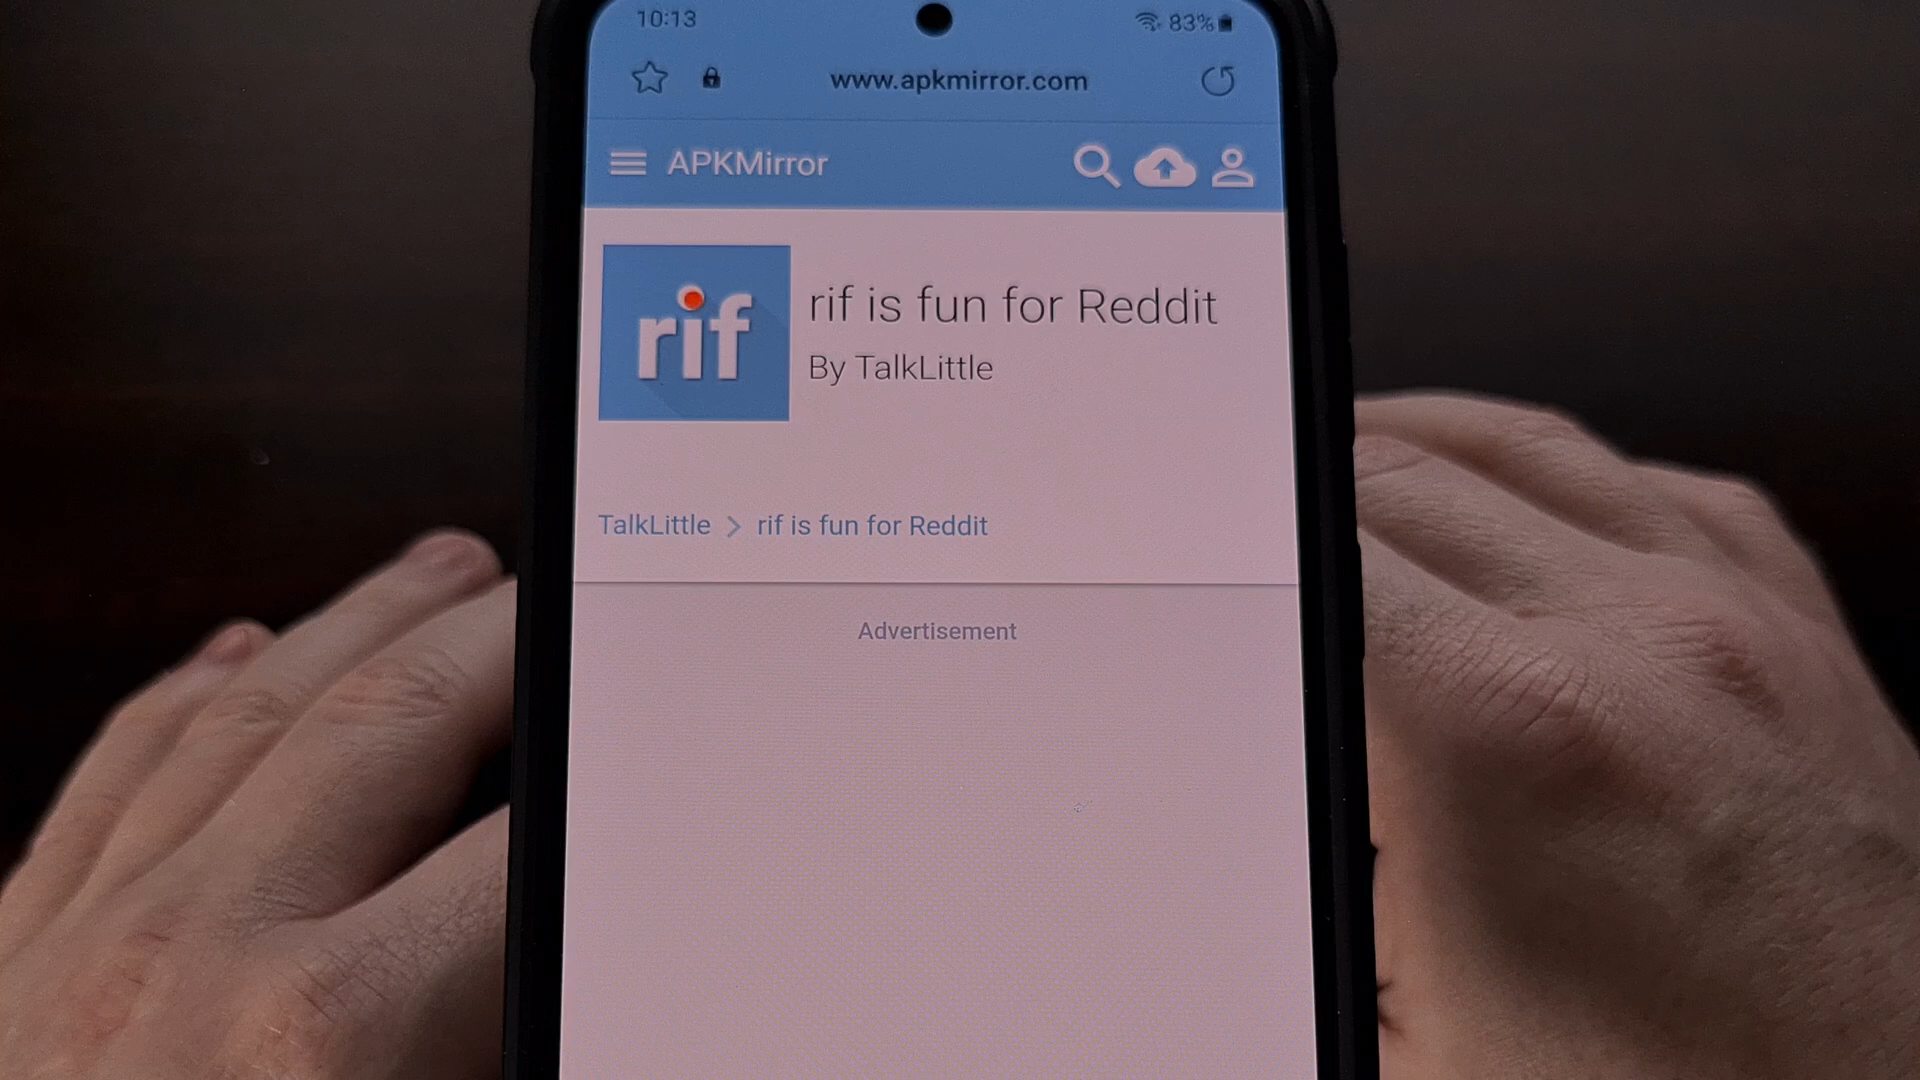 10:13 83%
www.apkmirror.com
APKMirror
rif
rif is fun for Reddit
By TalkLittle
TalkLittle > rif is fun for Reddit
Advertisement